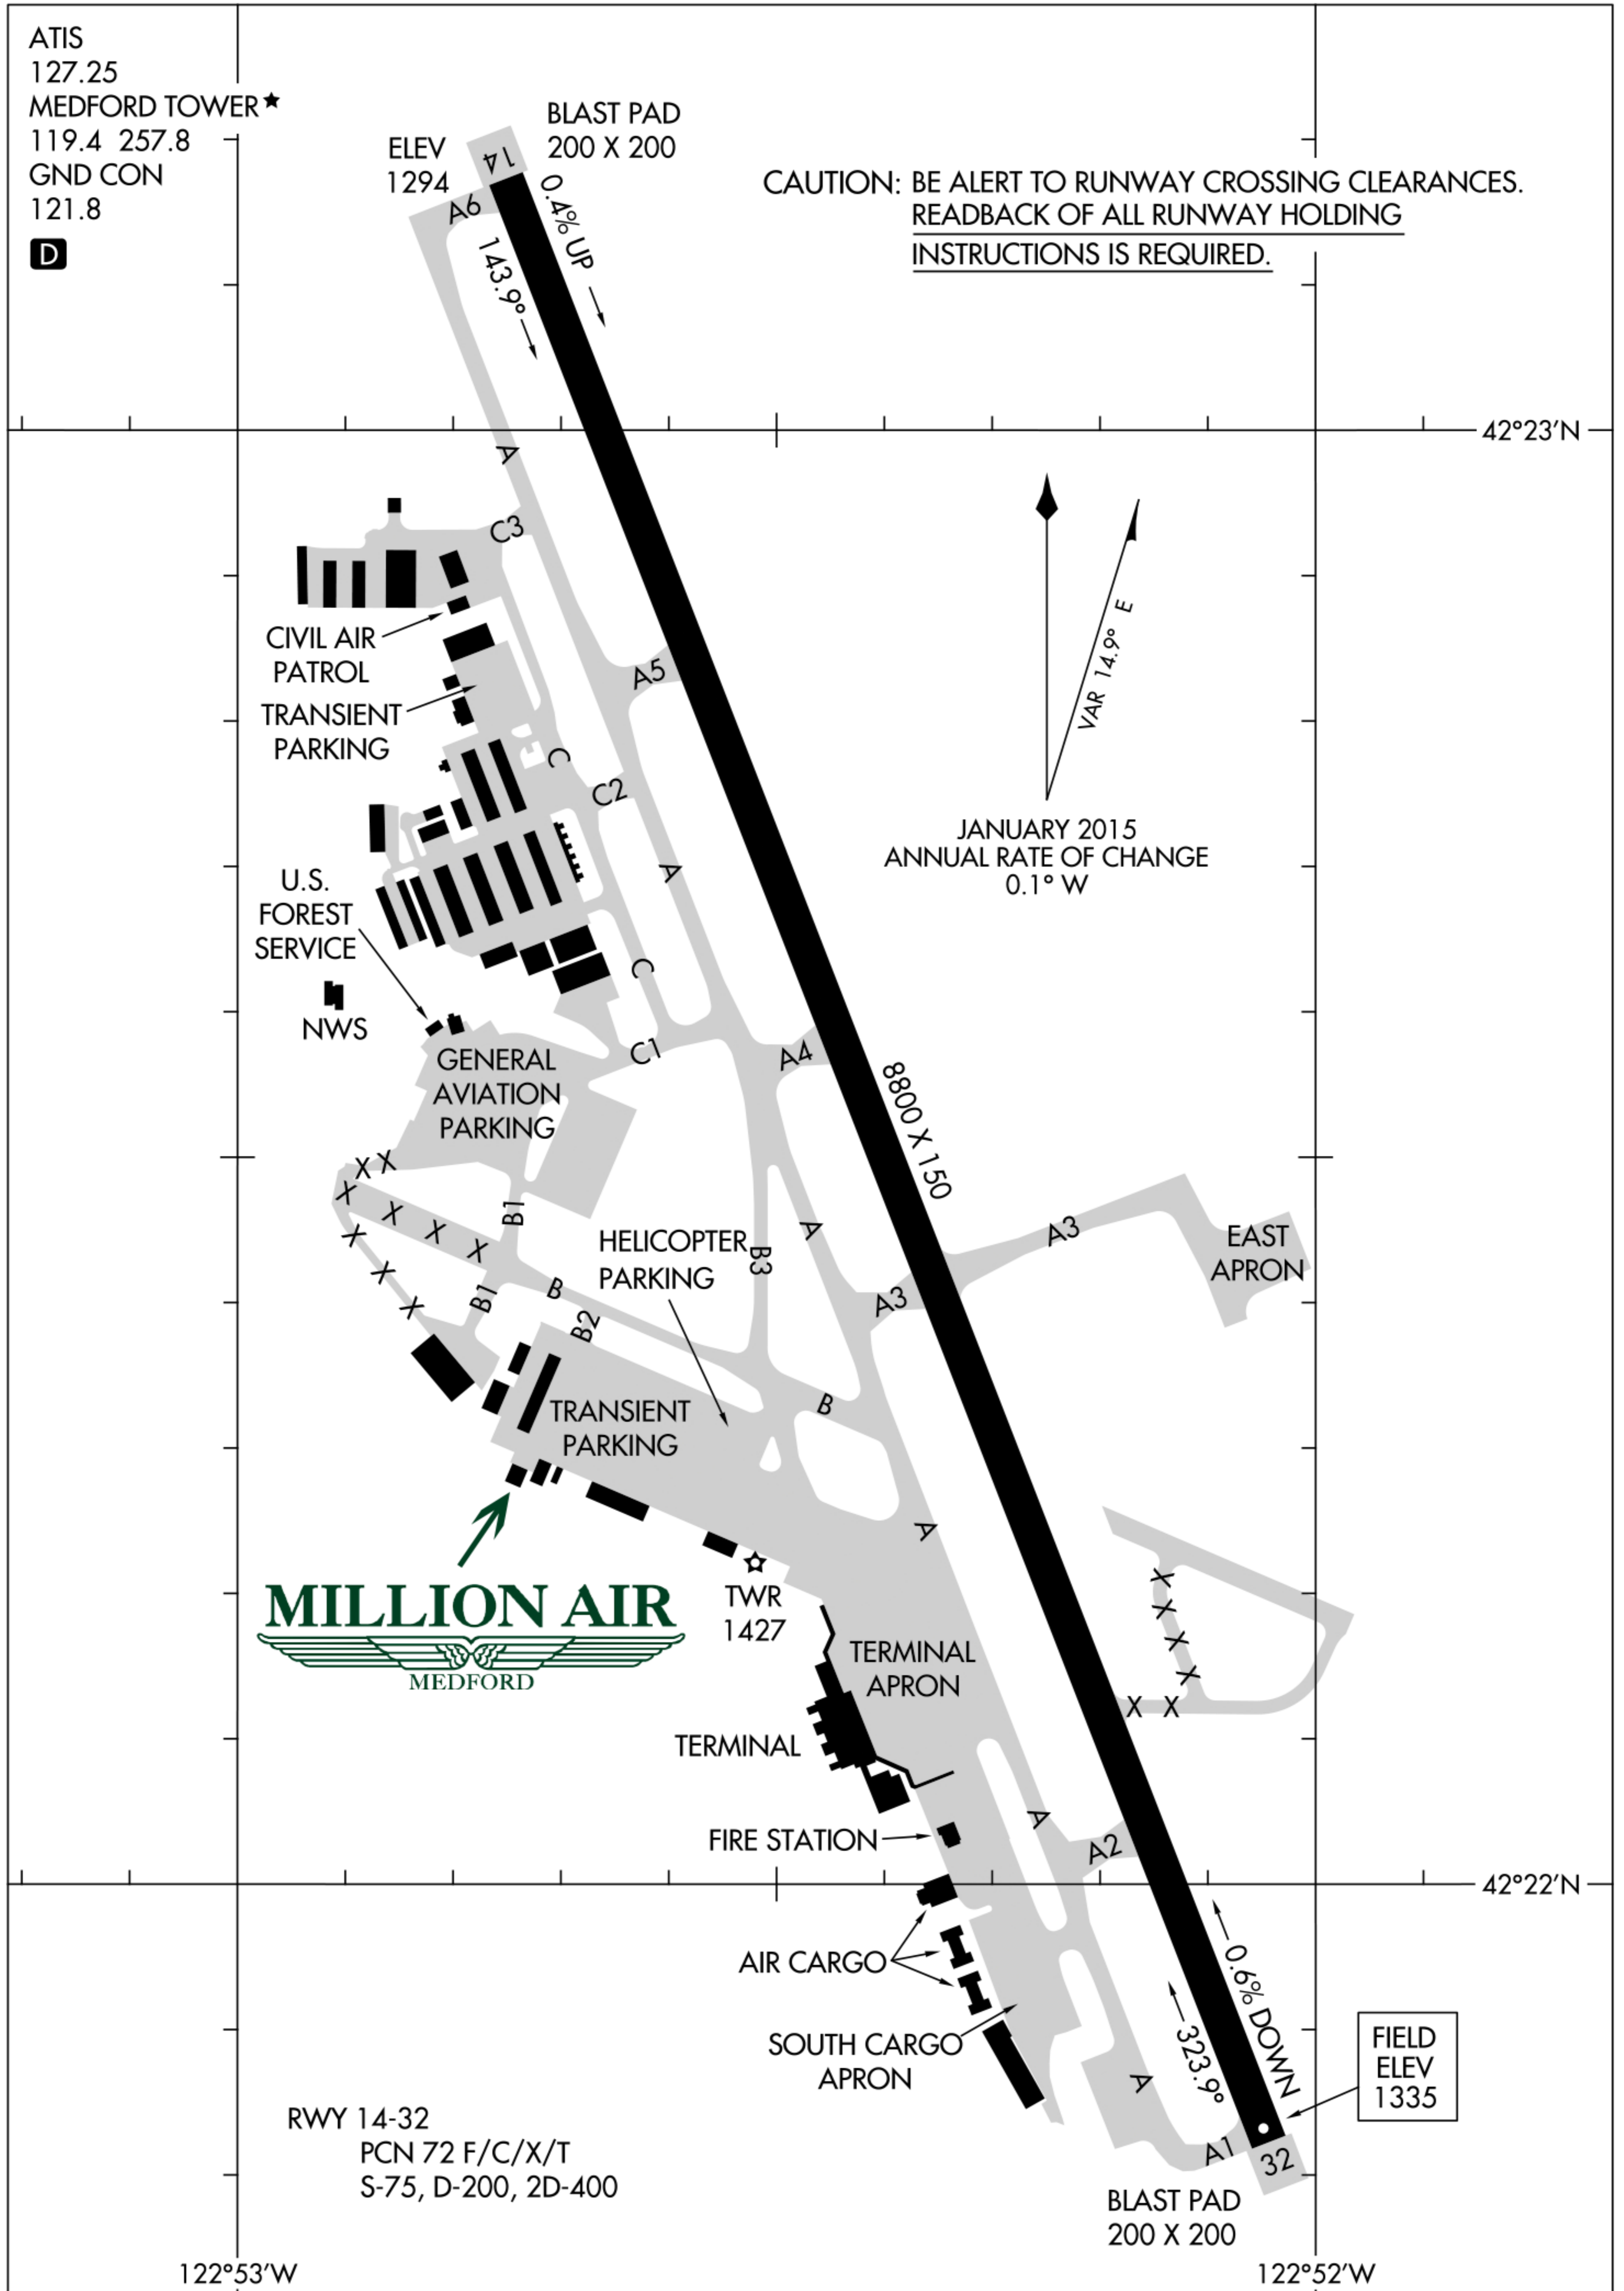 ATIS
127.25
MEDFORD TOWER★
119.4 257.8
GND CON
121.8
D
ELEV
1294
BLAST PAD
200 X 200
14
CAUTION: BE ALERT TO RUNWAY CROSSING CLEARANCES.
READBACK OF ALL RUNWAY HOLDING
INSTRUCTIONS IS REQUIRED.
A6
0.4% UP
143.9°
42°23'N
A
C3
CIVIL AIR
PATROL
TRANSIENT
PARKING
A5
VAR 14.9° E
JANUARY 2015
ANNUAL RATE OF CHANGE
0.1° W
C
C2
A
U.S.
FOREST
SERVICE
C
NWS
C1
A4
GENERAL
AVIATION
PARKING
8800 X 150
X X
X
X
X
X
X
X
X
B1
HELICOPTER
PARKING
B3
A
A3
EAST
APRON
B1
B
B2
A3
TRANSIENT
PARKING
B
A
MILLION AIR
MEDFORD
TWR
1427
X
X
X
X
X X
TERMINAL
APRON
TERMINAL
A
A2
FIRE STATION
42°22'N
AIR CARGO
0.6% DOWN
323.9°
SOUTH CARGO
APRON
A
FIELD
ELEV
1335
A1
32
RWY 14-32
PCN 72 F/C/X/T
S-75, D-200, 2D-400
BLAST PAD
200 X 200
122°53'W
122°52'W